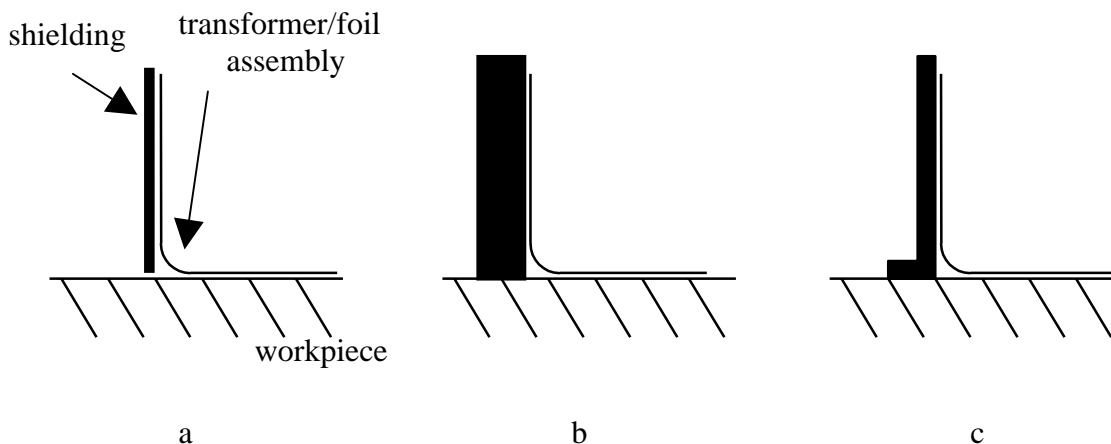 shielding
transformer/foil
assembly
workpiece
a
b
c